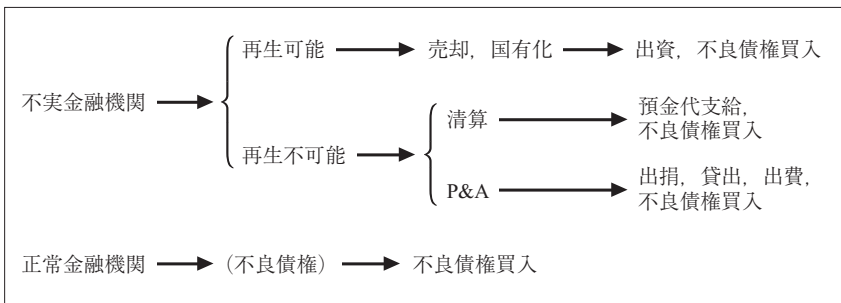 再生可能
売却，国有化
出資，不良債権買入
不実金融機関
清算
預金代支給，
不良債権買入
再生不可能
P&A
出捐，貸出，出費，
不良債権買入
正常金融機関
（不良債権）
不良債権買入